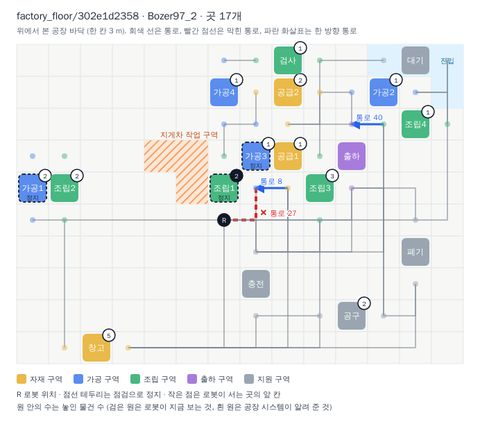 factory_floor/302e1d2358 · Bozer97_2 · 곳 17개
위에서 본 공장 바닥 (한 칸 3 m). 회색 선은 통로, 빨간 점선은 막힌 통로, 파란 화살표는 한 방향 통로
검사 1
대기
전립
가공4 1
공급2 2
가공2 1
통로 40
조립4 1
지게차 작업 구역
가공3 1
정지
공급1 1
출하
가공1 2
정지
조립2 2
조립1 2
정지
통로 8
조립3 3
R
✖ 통로 27
폐기
충전
공구 2
창고 5
자재 구역 가공 구역 조립 구역 출하 구역 지원 구역
R 로봇 위치 · 점선 테두리는 점검으로 정지 · 작은 점은 로봇이 서는 곳의 앞 칸
원 안의 수는 놓인 물건 수 (검은 원은 로봇이 지금 보는 것, 흰 원은 공장 시스템이 알려 준 것)